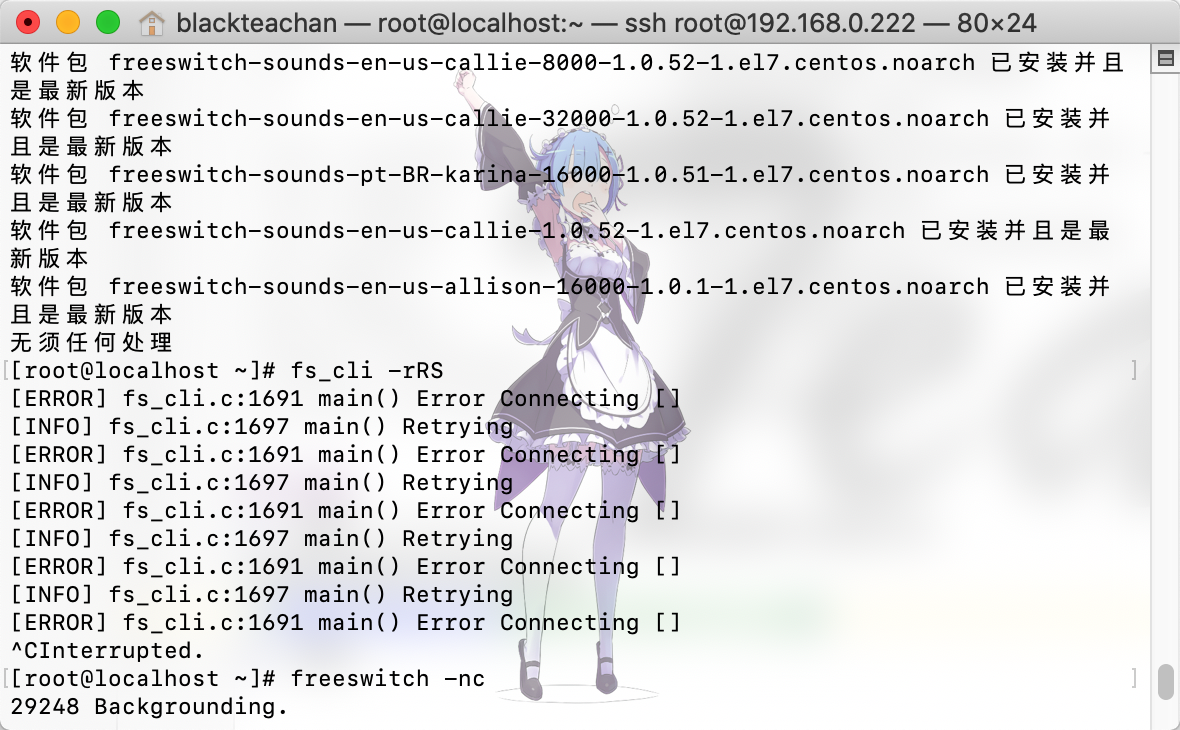 blackteachan — root@localhost:~ — ssh root@192.168.0.222 — 80×24
软件包 freeswitch-sounds-en-us-callie-8000-1.0.52-1.el7.centos.noarch 已安装并且
是最新版本
软件包 freeswitch-sounds-en-us-callie-32000-1.0.52-1.el7.centos.noarch 已安装并
且是最新版本
软件包 freeswitch-sounds-pt-BR-karina-16000-1.0.51-1.el7.centos.noarch 已安装并
且是最新版本
软件包 freeswitch-sounds-en-us-callie-1.0.52-1.el7.centos.noarch 已安装并且是最
新版本
软件包 freeswitch-sounds-en-us-allison-16000-1.0.1-1.el7.centos.noarch 已安装并
且是最新版本
无须任何处理
[[root@localhost ~]# fs_cli -rRS ]
[ERROR] fs_cli.c:1691 main() Error Connecting []
[INFO] fs_cli.c:1697 main() Retrying
[ERROR] fs_cli.c:1691 main() Error Connecting []
[INFO] fs_cli.c:1697 main() Retrying
[ERROR] fs_cli.c:1691 main() Error Connecting []
[INFO] fs_cli.c:1697 main() Retrying
[ERROR] fs_cli.c:1691 main() Error Connecting []
[INFO] fs_cli.c:1697 main() Retrying
[ERROR] fs_cli.c:1691 main() Error Connecting []
^CInterrupted.
[[root@localhost ~]# freeswitch -nc ]
29248 Backgrounding.